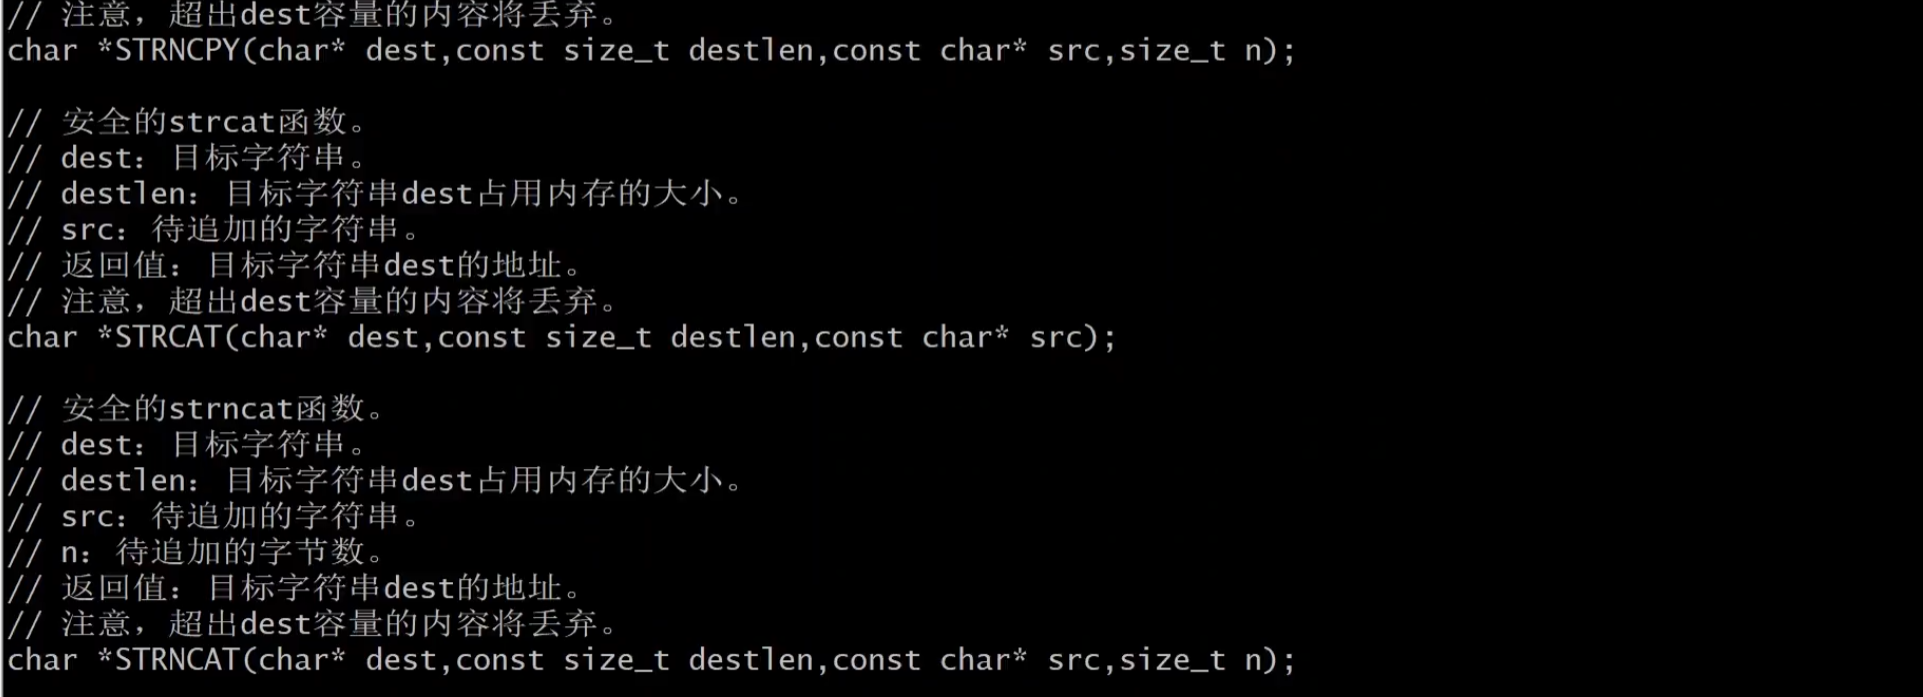 // 注意，超出dest容量的内容将丢弃。
char *STRNCPY(char* dest,const size_t destlen,const char* src,size_t n);
// 安全的strcat函数。
// dest：目标字符串。
// destlen：目标字符串dest占用内存的大小。
// src：待追加的字符串。
// 返回值：目标字符串dest的地址。
// 注意，超出dest容量的内容将丢弃。
char *STRCAT(char* dest,const size_t destlen,const char* src);
// 安全的strncat函数。
// dest：目标字符串。
// destlen：目标字符串dest占用内存的大小。
// src：待追加的字符串。
// n：待追加的字节数。
// 返回值：目标字符串dest的地址。
// 注意，超出dest容量的内容将丢弃。
char *STRNCAT(char* dest,const size_t destlen,const char* src,size_t n);